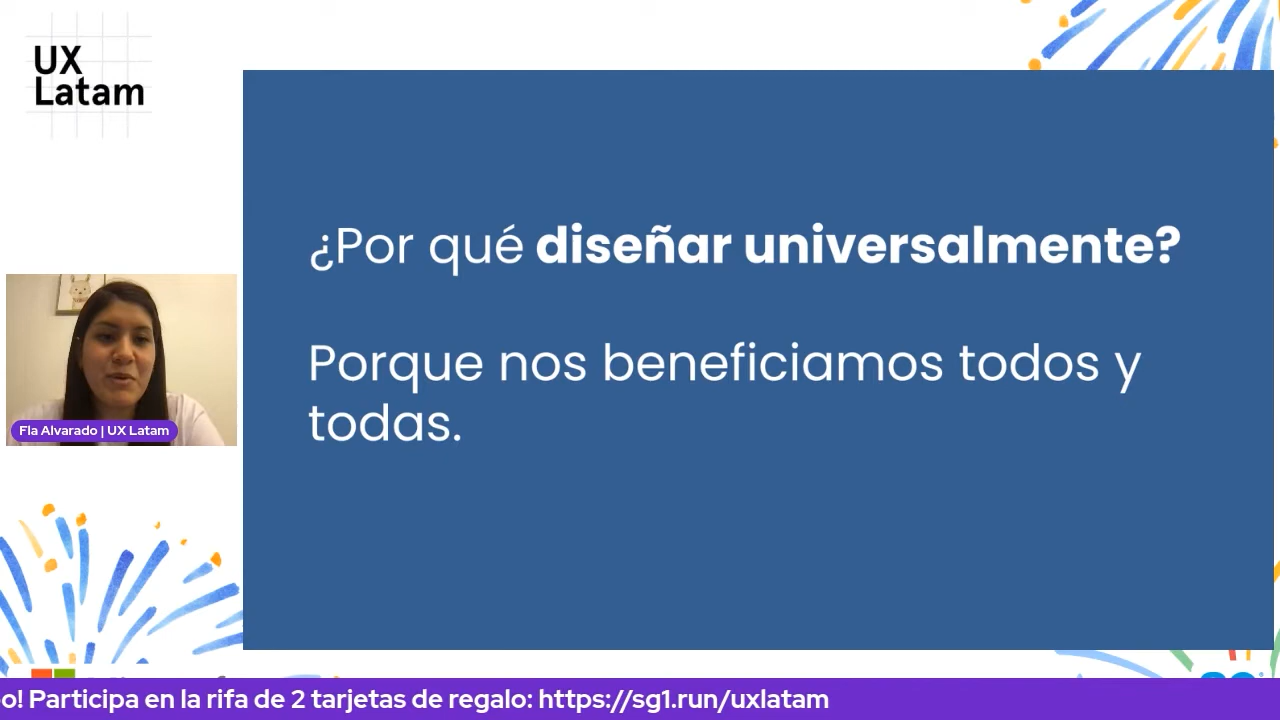 UX
Latam
¿Por qué diseñar universalmente?
Porque nos beneficiamos todos y
todas.
Fla Alvarado | UX Latam
o! Participa en la rifa de 2 tarjetas de regalo: https://sg1.run/uxlatam